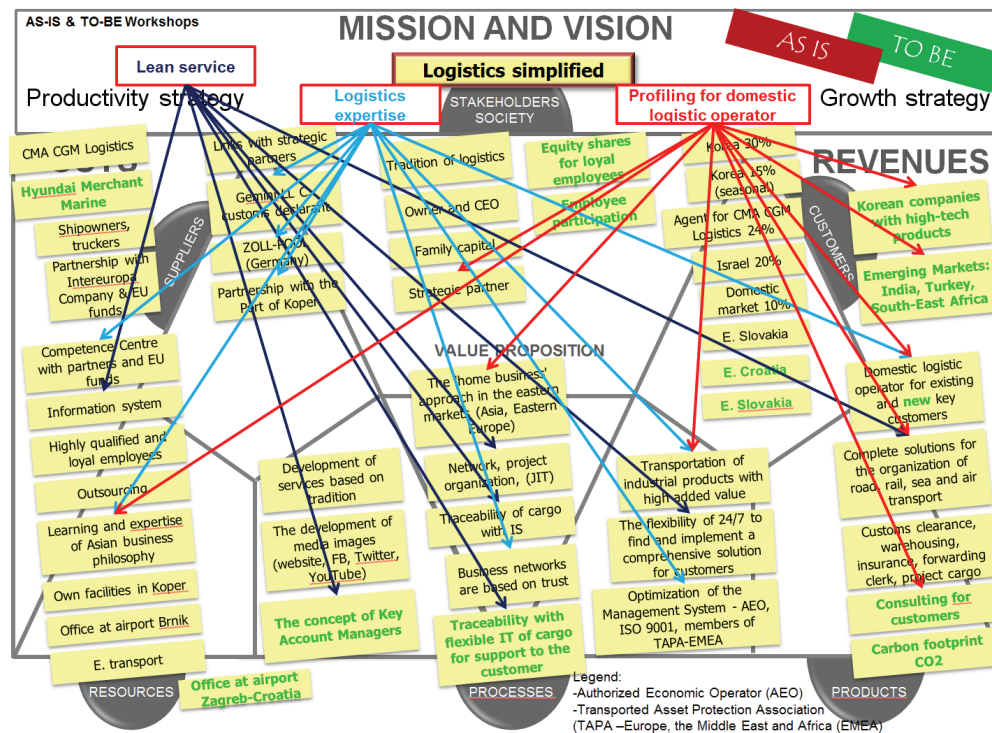 AS-IS & TO-BE Workshops
MISSION AND VISION
AS IS
TO BE
Lean service
Logistics simplified
Productivity strategy
Logistics
expertise
STAKEHOLDERS
SOCIETY
Profiling for domestic
logistic operator
Growth strategy
REVENUES
CMA CGM Logistics
Hyundai Merchant
Marine
Shipowners,
truckers
Partnership with
Intereuropa
Company & EU
funds
SUPPLIERS
Links with strategic
partners
customs declarant
(Germany)
Partnership with the
Port of Koper
Tradition of logistics
Owner and CEO
Family capital
Strategic partner
Equity shares
for loyal
employees
Employee
participation
Korea 30%
Korea 15%
(seasonal)
Agent for CMA CGM
Logistics 24%
Israel 20%
Domestic
market 10%
E. Slovakia
E. Croatia
E. Slovakia
CUSTOMERS
Korean companies
with high-tech
products
Emerging Markets:
India, Turkey,
South-East Africa
Competence Centre
with partners and EU
funds
Information system
Highly qualified and
loyal employees
Outsourcing
Learning and expertise
of Asian business
philosophy
Own facilities in Koper
Office at airport Brnik
E. transport
RESOURCES
Office at airport
Zagreb-Croatia
Development of
services based on
tradition
The development of
media images
(website, FB, Twitter,
YouTube)
The concept of Key
Account Managers
VALUE PROPOSITION
The 'home business'
approach in the eastern
markets (Asia, Eastern
Europe)
Network, project
organization, (JIT)
Traceability of cargo
with IS
Business networks
are based on trust
Traceability with
flexible IT of cargo
for support to the
customer
PROCESSES
Transportation of
industrial products with
high added value
The flexibility of 24/7 to
find and implement a
comprehensive solution
for customers
Optimization of the
Management System - AEO,
ISO 9001, members of
TAPA-EMEA
Domestic logistic
operator for existing
and new key
customers
Complete solutions for
the organization of
road, rail, sea and air
transport
Customs clearance,
warehousing,
insurance, forwarding
clerk, project cargo
Consulting for
customers
Carbon footprint
CO2
PRODUCTS
Legend:
-Authorized Economic Operator (AEO)
-Transported Asset Protection Association
(TAPA –Europe, the Middle East and Africa (EMEA)